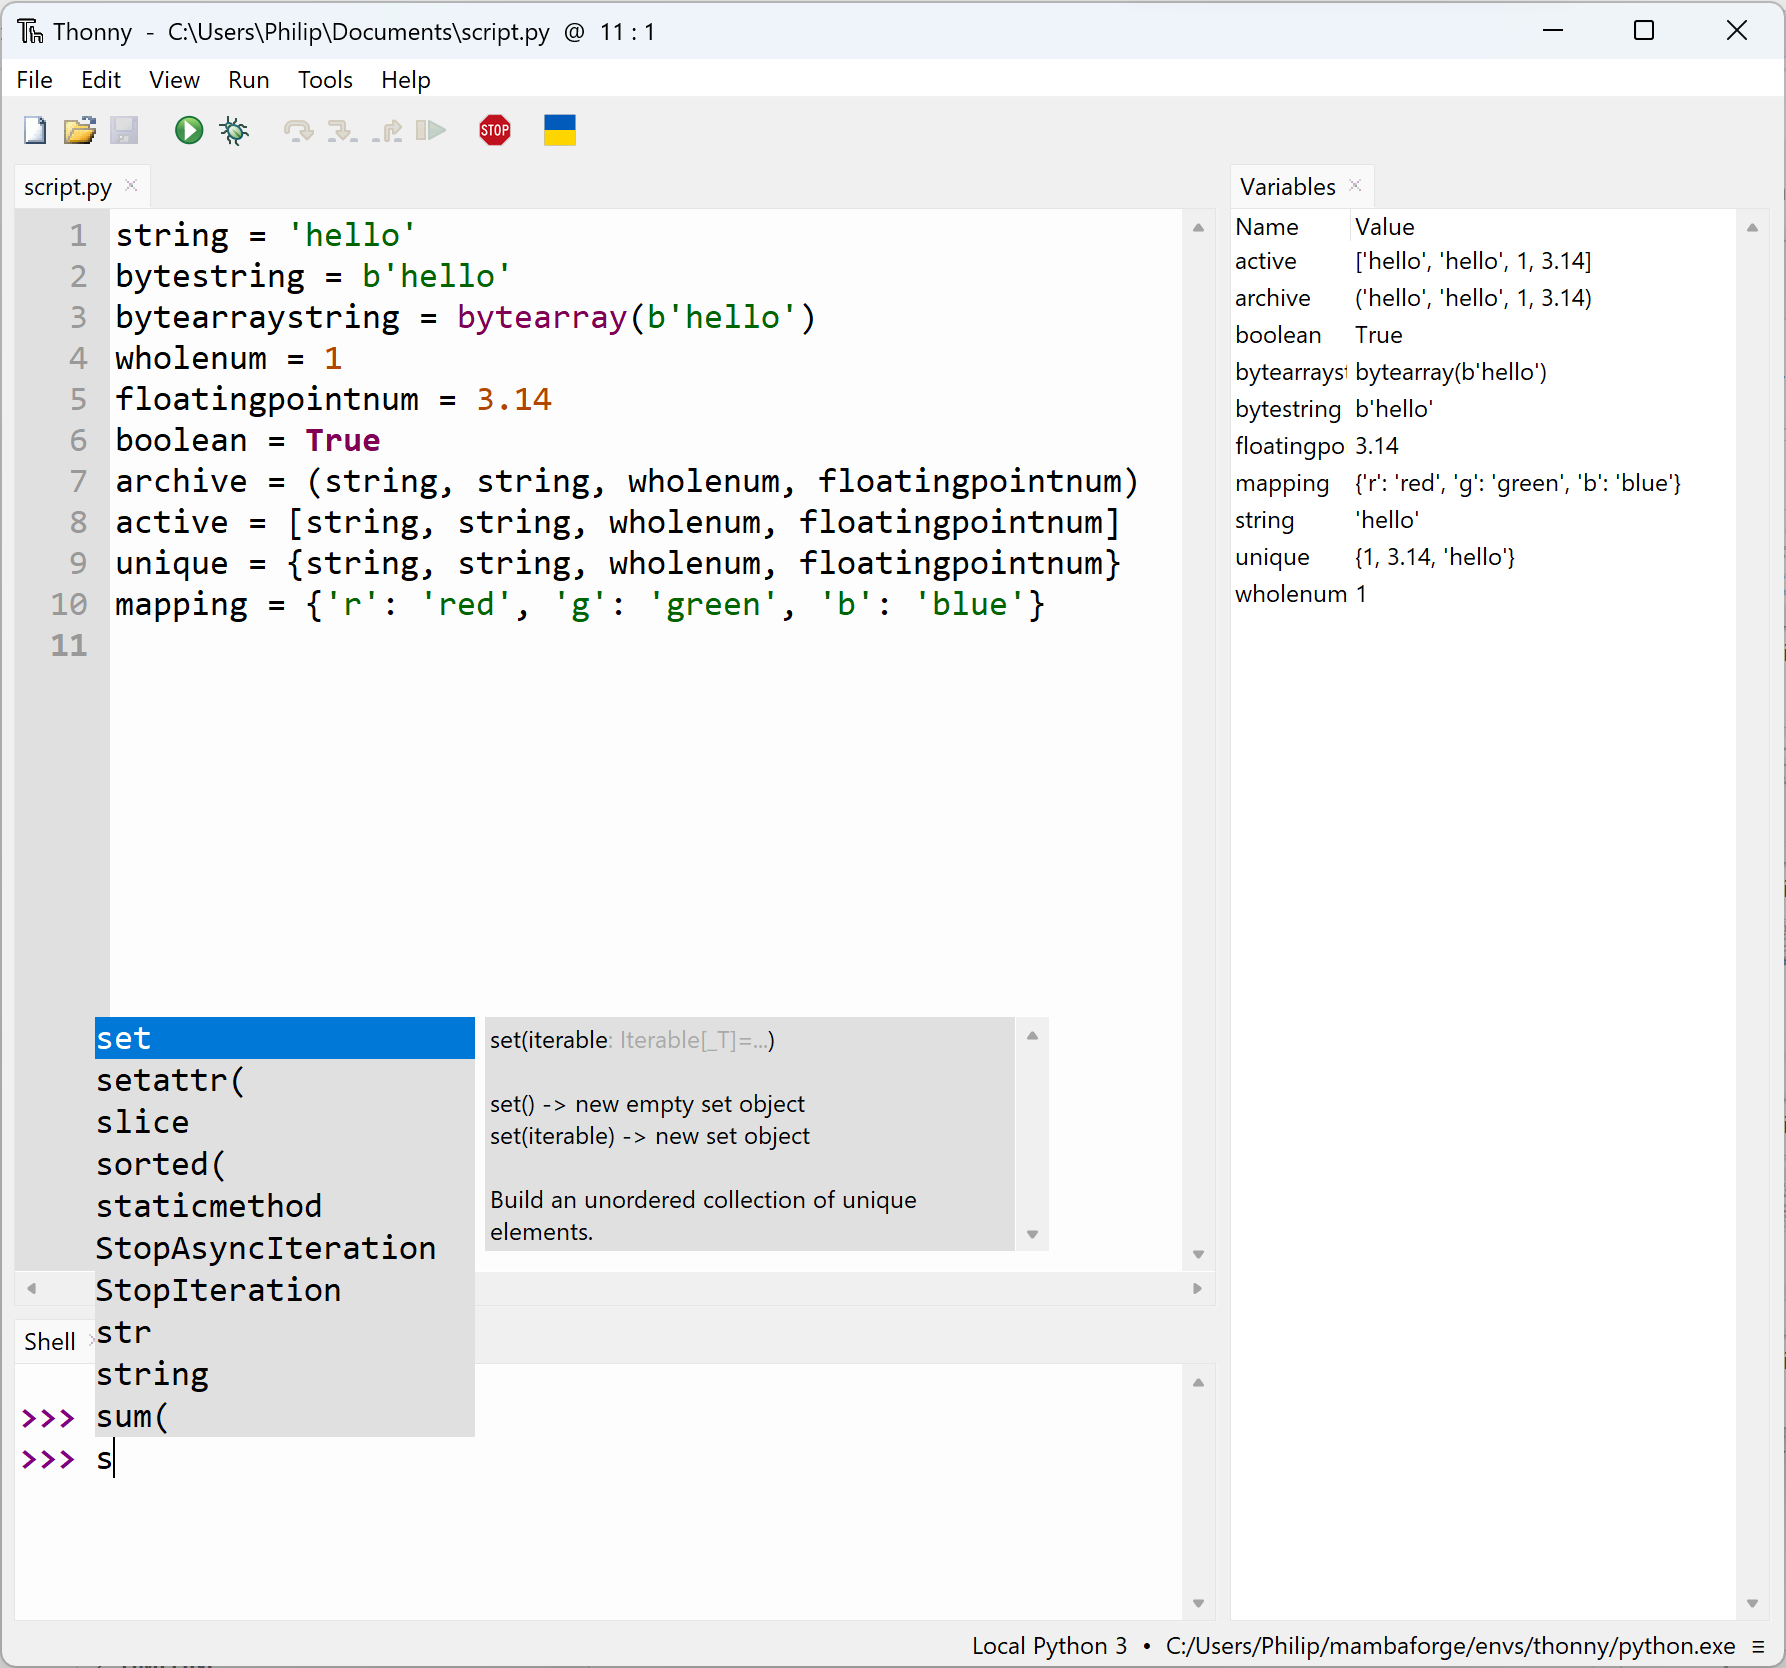 Thonny - C:\Users\Philip\Documents\script.py @ 11 : 1
File Edit View Run Tools Help
STOP
script.py
1 string = 'hello'
2 bytestring = b'hello'
3 bytearraystring = bytearray(b'hello')
4 wholenum = 1
5 floatingpointnum = 3.14
6 boolean = True
7 archive = (string, string, wholenum, floatingpointnum)
8 active = [string, string, wholenum, floatingpointnum]
9 unique = {string, string, wholenum, floatingpointnum}
10 mapping = {'r': 'red', 'g': 'green', 'b': 'blue'}
11
set
setattr(
slice
sorted(
staticmethod
StopAsyncIteration
StopIteration
str
string
sum(
set(iterable: Iterable[_T]=...)
set() -> new empty set object
set(iterable) -> new set object
Build an unordered collection of unique
elements.
Shell
>>>
>>> s
Variables
Name Value
active ['hello', 'hello', 1, 3.14]
archive ('hello', 'hello', 1, 3.14)
boolean True
bytearrayst bytearray(b'hello')
bytestring b'hello'
floatingpo 3.14
mapping {'r': 'red', 'g': 'green', 'b': 'blue'}
string 'hello'
unique {1, 3.14, 'hello'}
wholenum 1
Local Python 3 • C:/Users/Philip/mambaforge/envs/thonny/python.exe ≡